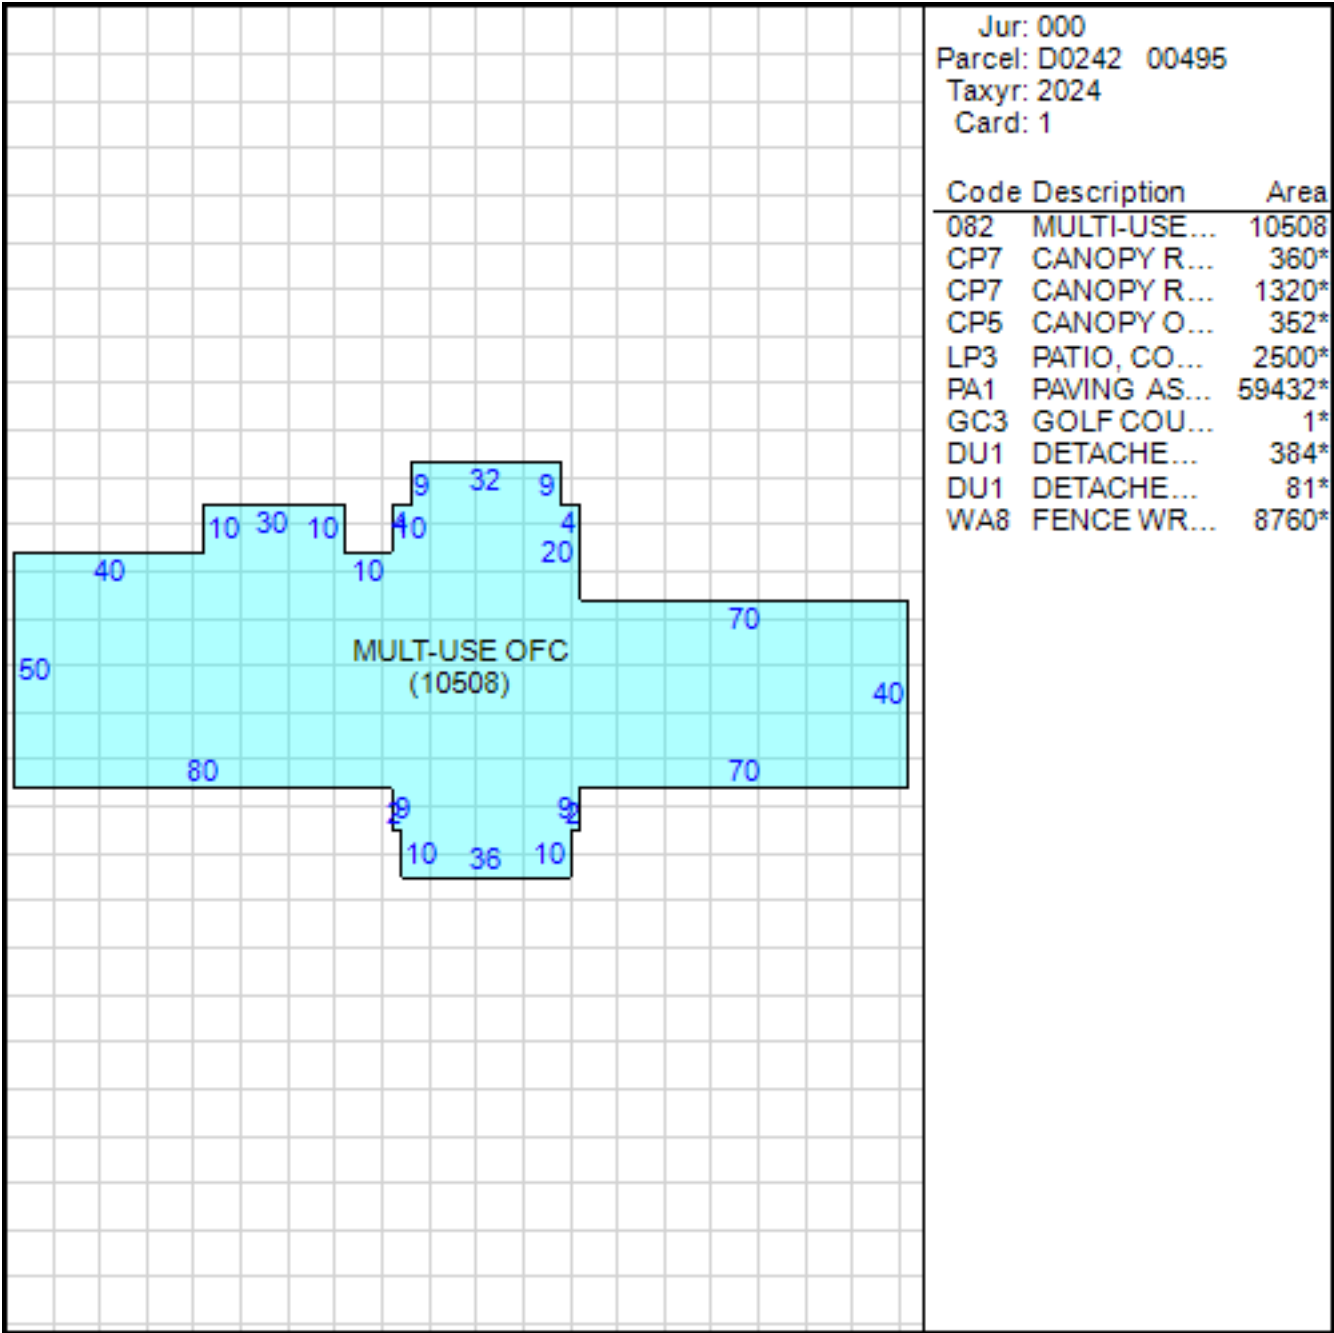 Jur: 000
Parcel: D0242 00495
Taxyr: 2024
Card: 1
Code Description Area
082 MULTI-USE... 10508
CP7 CANOPY R... 360*
CP7 CANOPY R... 1320*
CP5 CANOPY O... 352*
LP3 PATIO, CO... 2500*
PA1 PAVING AS... 59432*
GC3 GOLF COU... 1*
DU1 DETACHE... 384*
DU1 DETACHE... 81*
WA8 FENCE WR... 8760*
9 32 9
10 30 10 4 10 4
20
40 10
70
MULT-USE OFC
(10508)
50
40
80 70
2 9 9 2
10 36 10